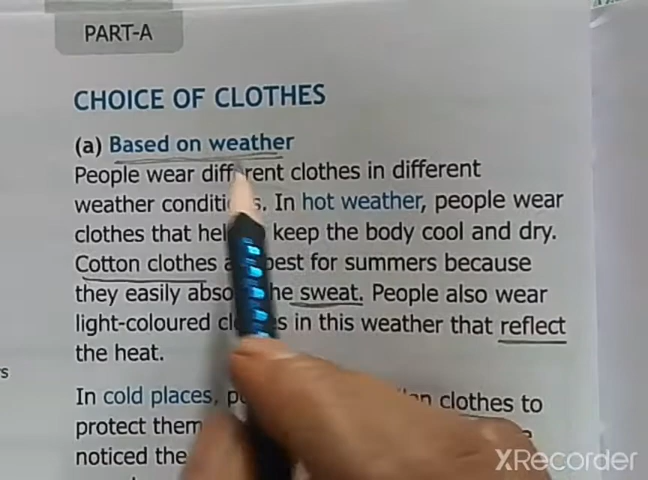 PART-A
CHOICE OF CLOTHES
(a) Based on weather
People wear different clothes in different
weather conditi s. In hot weather, people wear
clothes that hel keep the body cool and dry.
Cotton clothes a best for summers because
they easily abso he sweat. People also wear
light-coloured cl s in this weather that reflect
the heat.
s
In cold places, p clothes to
protect them
noticed the
XRecorder